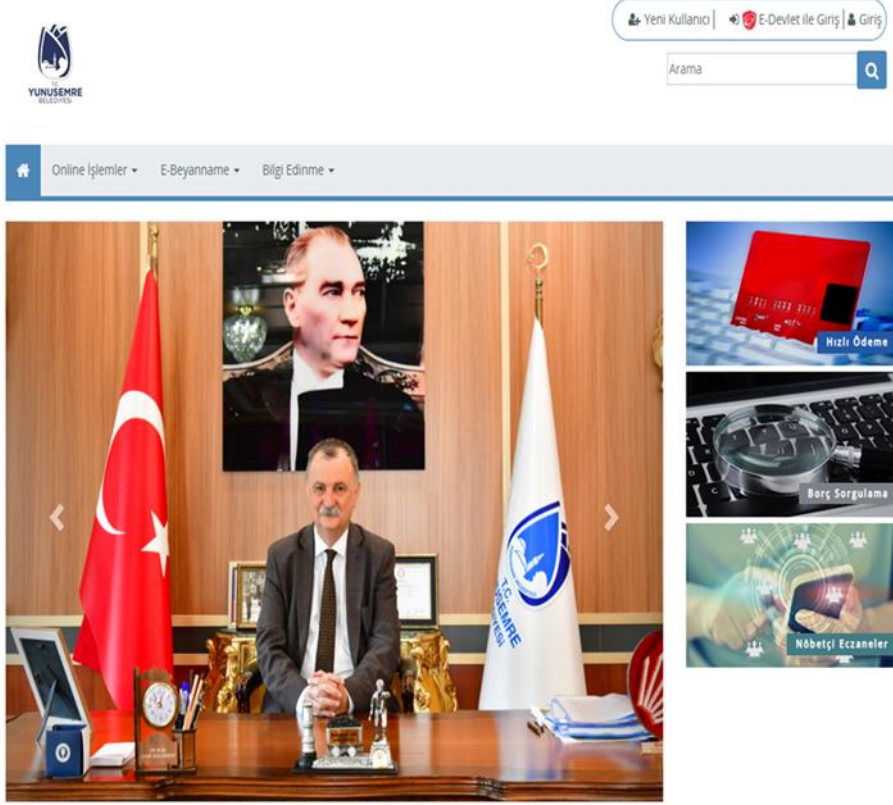 Yeni Kullanıcı | E-Devlet ile Giriş | Giriş
T.C.
YUNUSEMRE
BELEDİYESİ
Arama
Online İşlemler E-Beyanname Bilgi Edinme
Hızlı Ödeme
Borç Sorgulama
Nöbetçi Eczaneler
T.C.